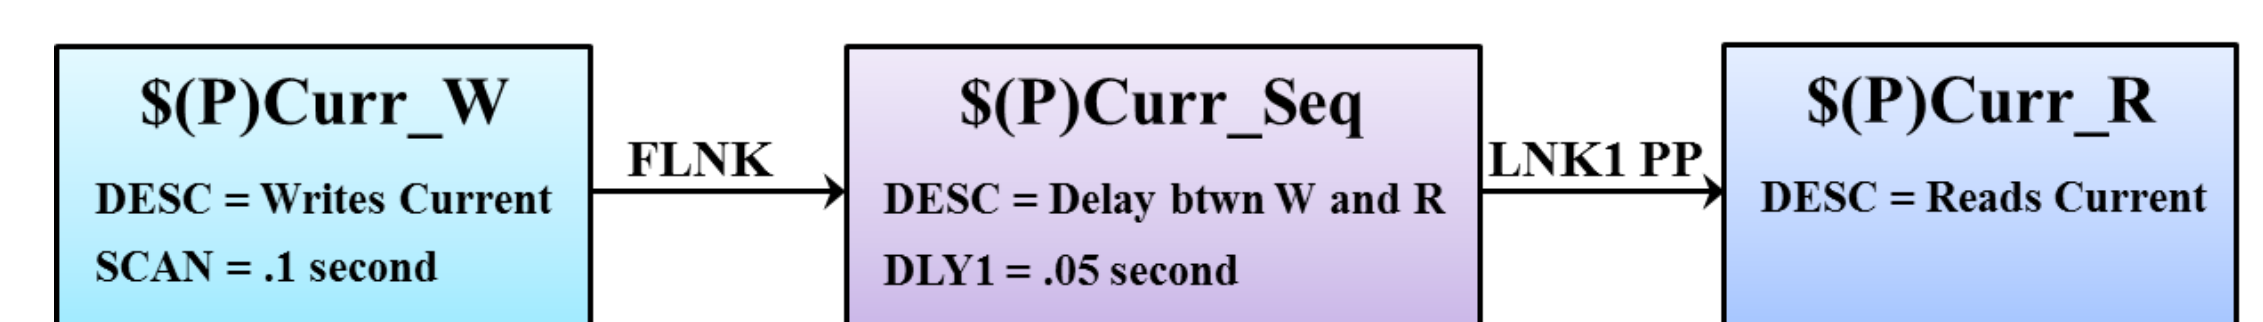 $(P)Curr_W
DESC = Writes Current
SCAN = .1 second
FLNK
$(P)Curr_Seq
DESC = Delay btwn W and R
DLY1 = .05 second
LNK1 PP
$(P)Curr_R
DESC = Reads Current